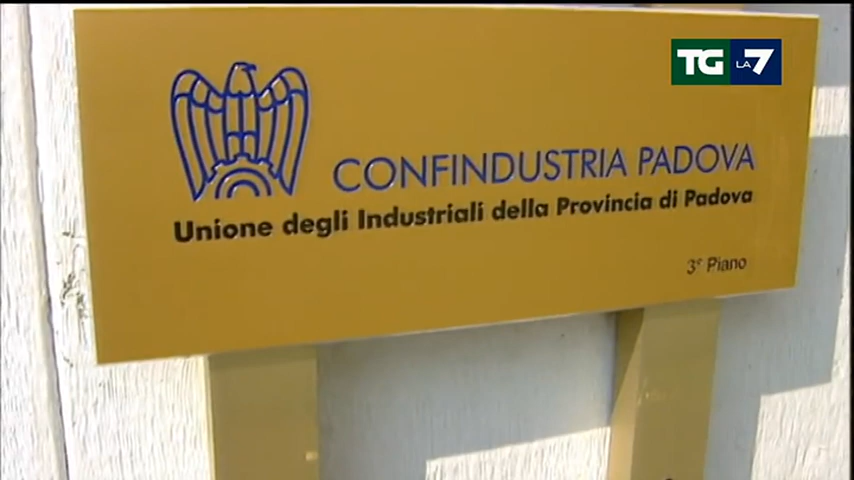 TG LA7
CONFINDUSTRIA PADOVA
Unione degli Industriali della Provincia di Padova
3° Piano